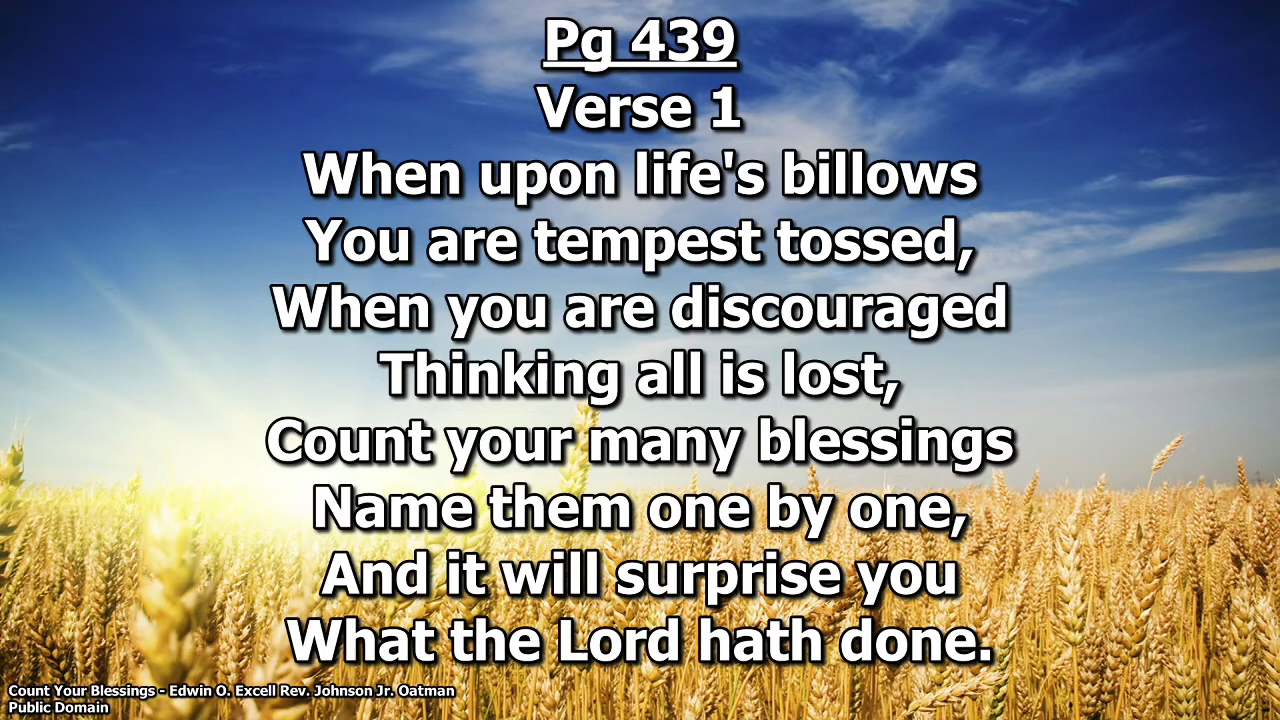 Pg 439
Verse 1
When upon life's billows
You are tempest tossed,
When you are discouraged
Thinking all is lost,
Count your many blessings
Name them one by one,
And it will surprise you
What the Lord hath done.
Count Your Blessings - Edwin O. Excell Rev. Johnson Jr. Oatman
Public Domain